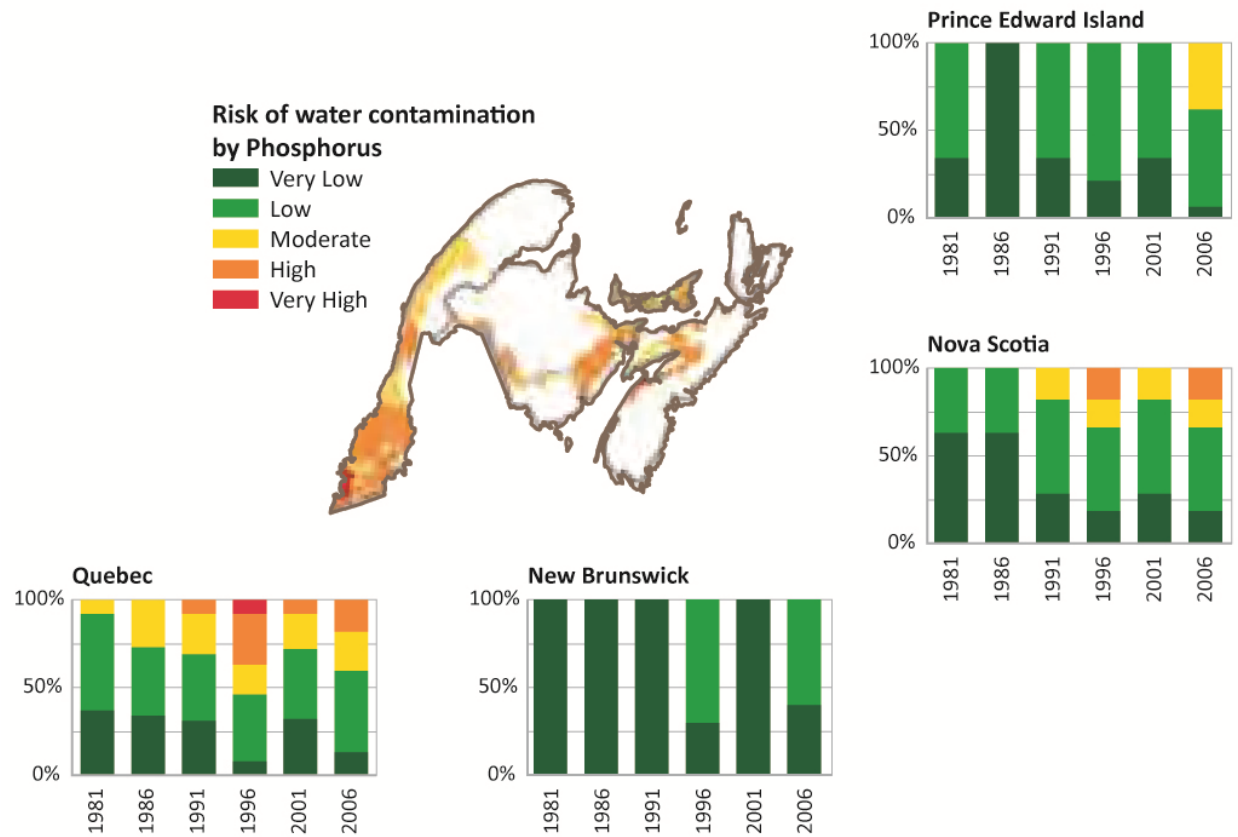 Prince Edward Island
100%
50%
0%
1981 1986 1991 1996 2001 2006
Risk of water contamination
by Phosphorus
Very Low
Low
Moderate
High
Very High
Nova Scotia
100%
50%
0%
1981 1986 1991 1996 2001 2006
Quebec
100%
50%
0%
1981 1986 1991 1996 2001 2006
New Brunswick
100%
50%
0%
1981 1986 1991 1996 2001 2006